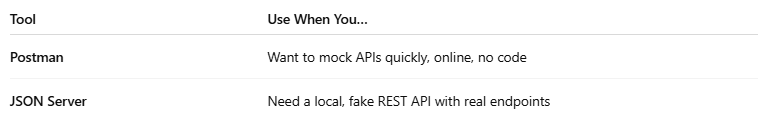 Tool Use When You...
Postman Want to mock APIs quickly, online, no code
JSON Server Need a local, fake REST API with real endpoints